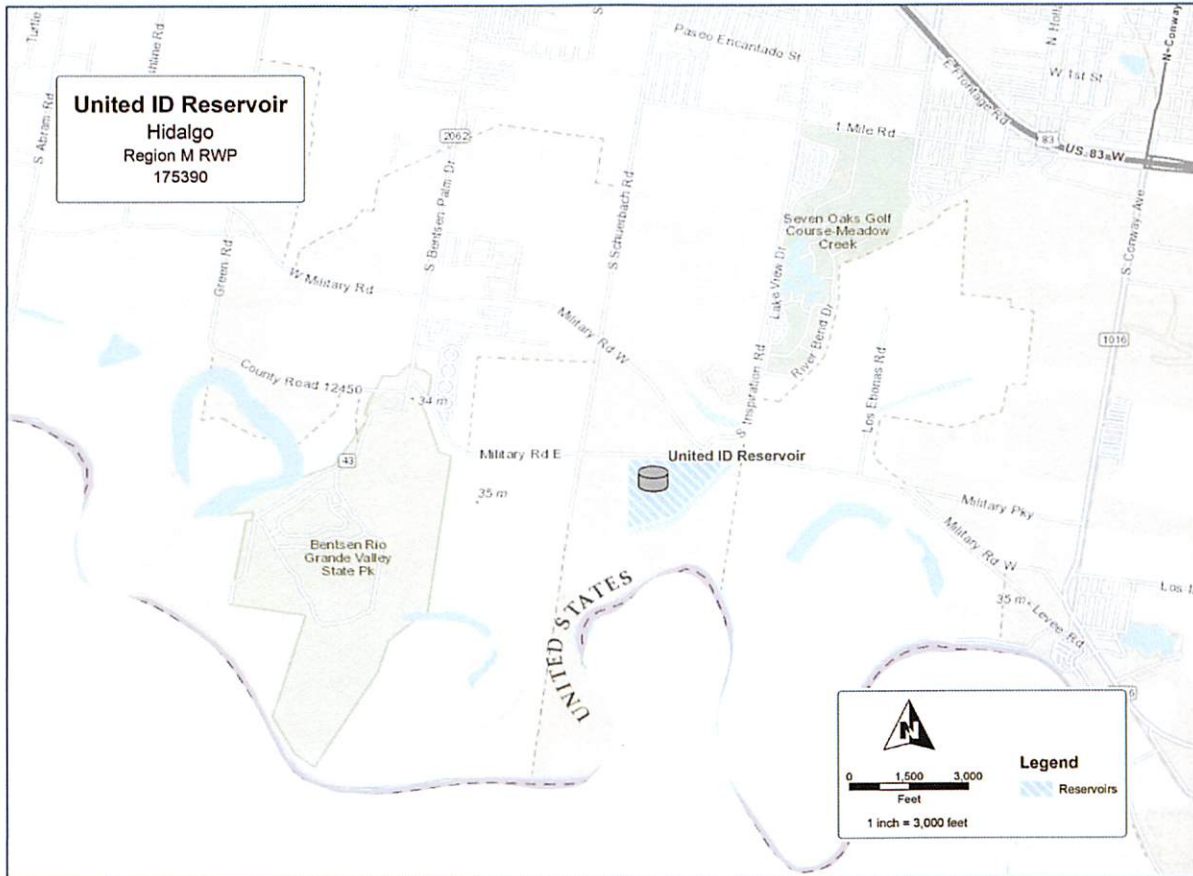 United ID Reservoir
Hidalgo
Region M RWP
175390
S Abram Rd
Paseo Encantado St
W 1st St
N-Conway
E Frontage Rd
2062
1 Mile Rd
83
US 83 W
S Bentsen Palm Dr
S Schuerbach Rd
Seven Oaks Golf
Course-Meadow
Creek
Green Rd
W Military Rd
Lake View Dr
S Conway Ave
Military Rd W
River Bend Dr
1016
County Road 12450
34 m
S Inspiration Rd
Los Ebonas Rd
43
Military Rd E
United ID Reservoir
35 m
Military Pky
Bentsen Rio
Grande Valley
State Pk
Military Rd W
UNITED STATES
35 m
Levee Rd
N
Legend
0 1,500 3,000
Feet
Reservoirs
1 inch = 3,000 feet